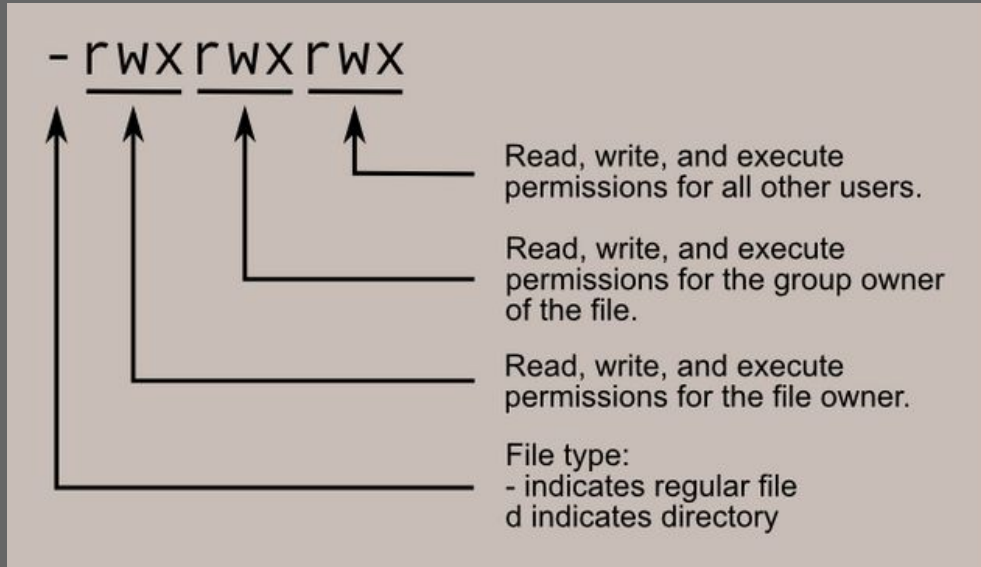 -rwxrwxrwx
Read, write, and execute
permissions for all other users.
Read, write, and execute
permissions for the group owner
of the file.
Read, write, and execute
permissions for the file owner.
File type:
- indicates regular file
d indicates directory